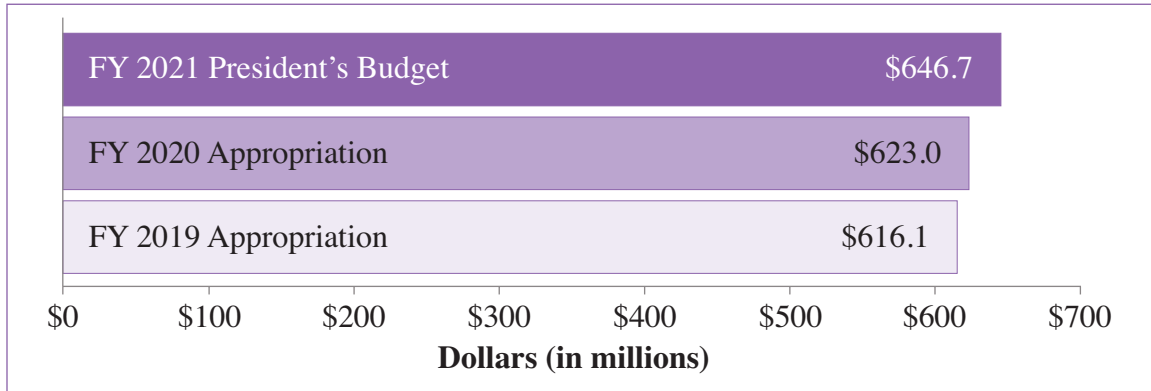 FY 2021 President’s Budget $646.7
FY 2020 Appropriation $623.0
FY 2019 Appropriation $616.1
$0 $100 $200 $300 $400 $500 $600 $700
Dollars (in millions)